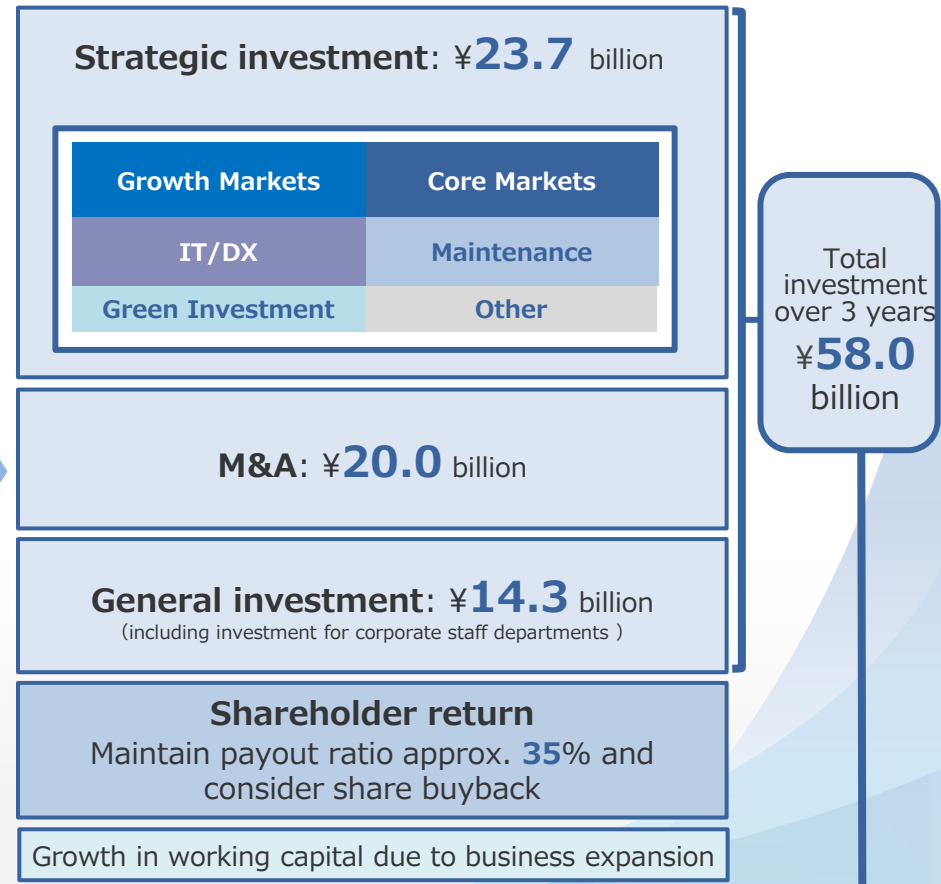 Strategic investment: ¥23.7 billion
Growth Markets
Core Markets
IT/DX
Maintenance
Green Investment
Other
M&A: ¥20.0 billion
General investment: ¥14.3 billion
(including investment for corporate staff departments )
Shareholder return
Maintain payout ratio approx. 35% and
consider share buyback
Growth in working capital due to business expansion
Total
investment
over 3 years
¥58.0
billion